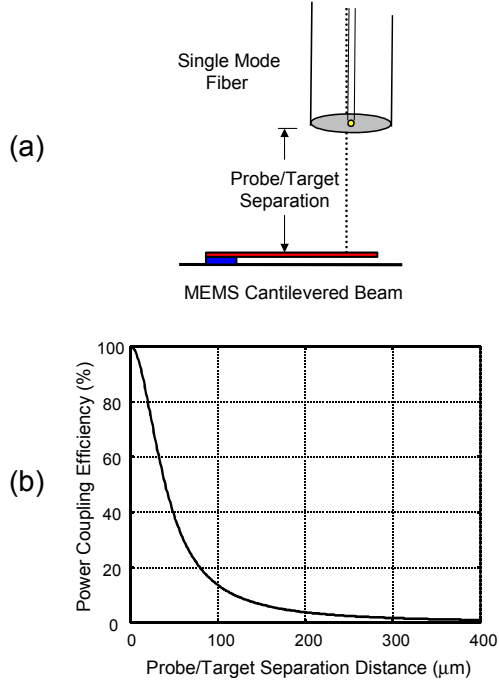 (a)
Single Mode
Fiber
Probe/Target
Separation
MEMS Cantilevered Beam
(b)
Power Coupling Efficiency (%)
100
80
60
40
20
0
0 100 200 300 400
Probe/Target Separation Distance (μm)